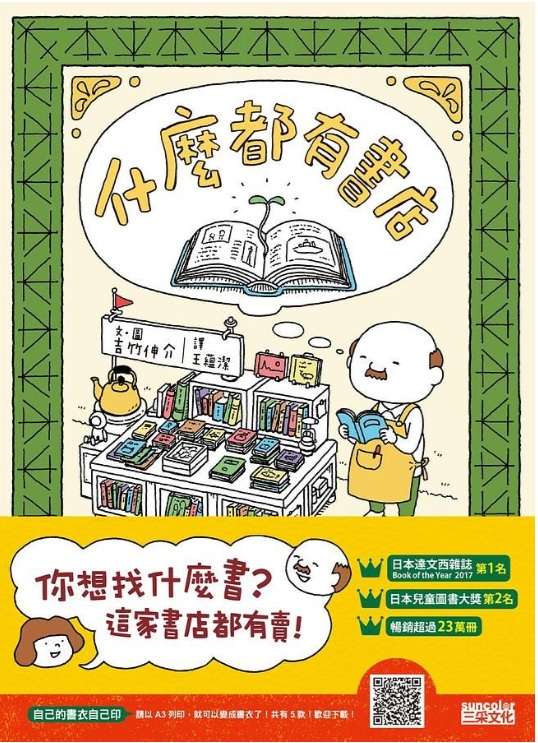 什麼都有書店
文·圖
吉竹伸介
譯
王蘊潔
你想找什麼書?
這家書店都有賣!
日本達文西雜誌
Book of the Year 2017
第1名
日本兒童圖書大獎 第2名
暢銷超過23萬冊
自己的書衣自己印
請以 A3 列印,就可以變成書衣了!共有 5 款!歡迎下載!
suncolor
三采文化